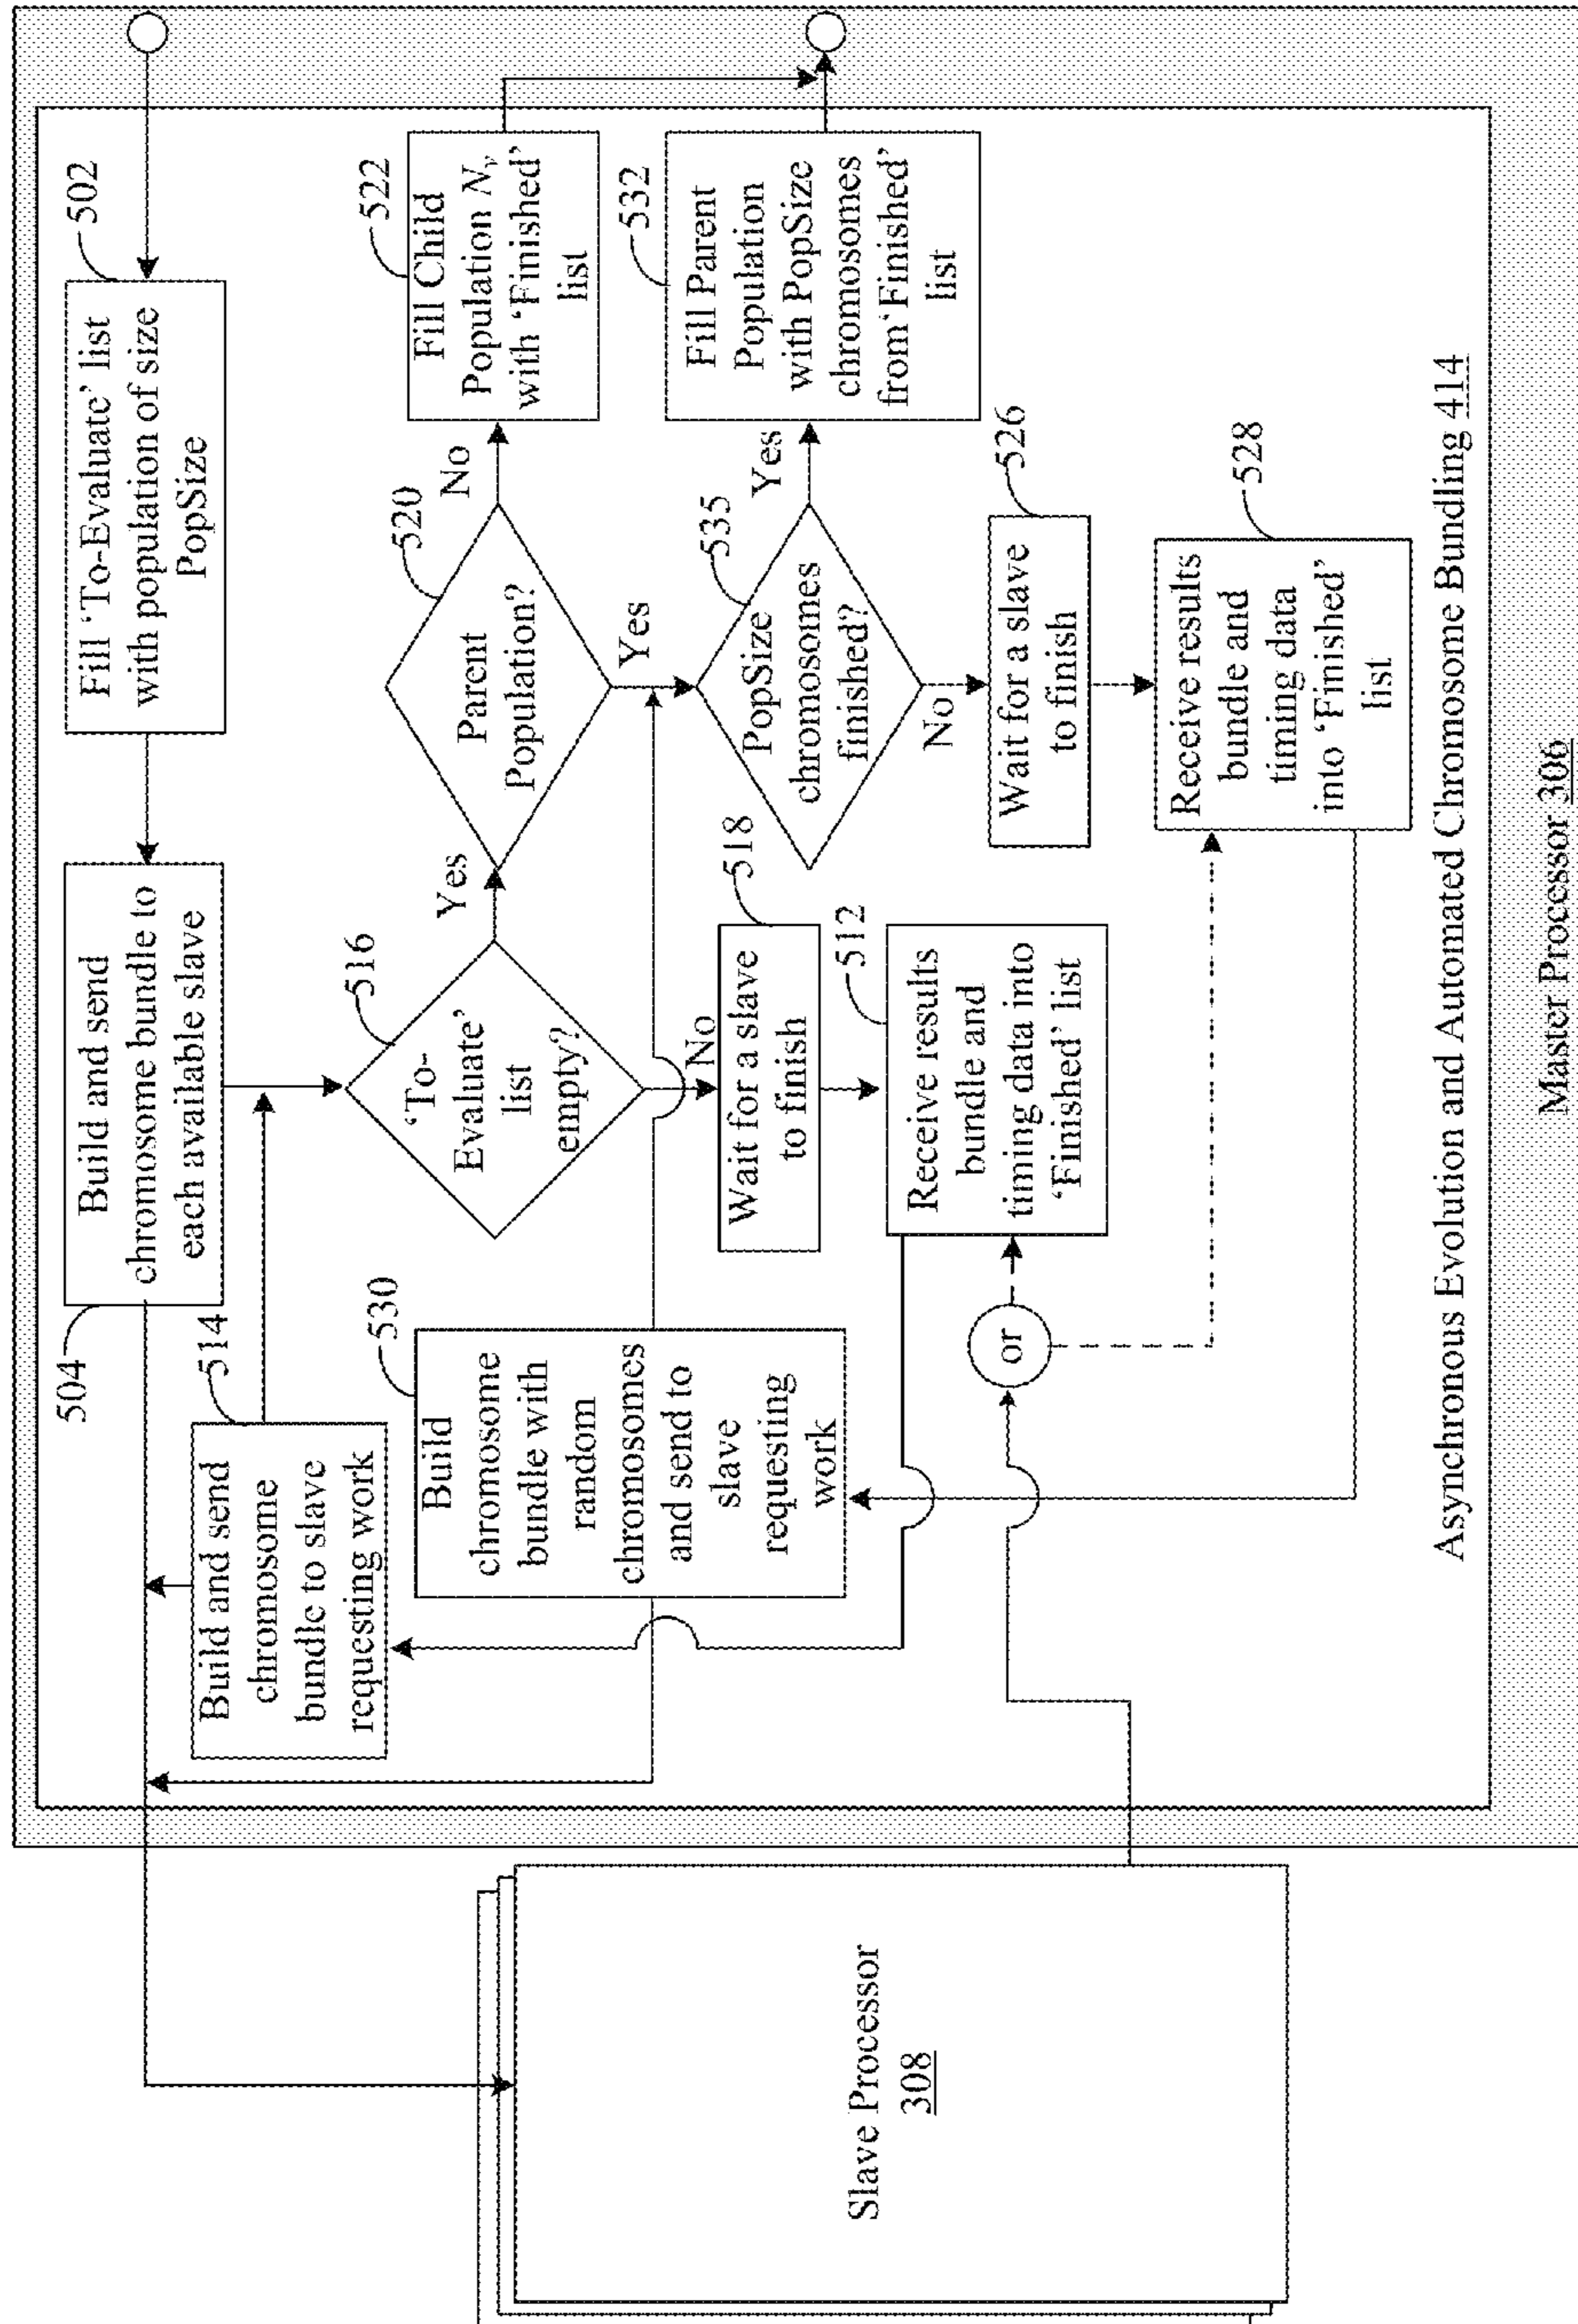 Slave Processor
308
504
Build and send
chromosome bundle to
each available slave
502
Fill ‘To-Evaluate’ list
with population of size
PopSize
514
Build and send
chromosome
bundle to slave
requesting work
516
‘To-
Evaluate’
list
empty?
Yes
No
520
Parent
Population?
No
Yes
522
Fill Child
Population Nᵥ
with ‘Finished’
list
530
Build
chromosome
bundle with
random
chromosomes
and send to
slave
requesting
work
518
Wait for a slave
to finish
535
PopSize
chromosomes
finished?
Yes
No
532
Fill Parent
Population
with PopSize
chromosomes
from‘Finished’
list
512
Receive results
bundle and
timing data into
‘Finished’ list
or
526
Wait for a slave
to finish
528
Receive results
bundle and
timing data
into ‘Finished’
list
Asynchronous Evolution and Automated Chromosome Bundling 414
Master Processor 306